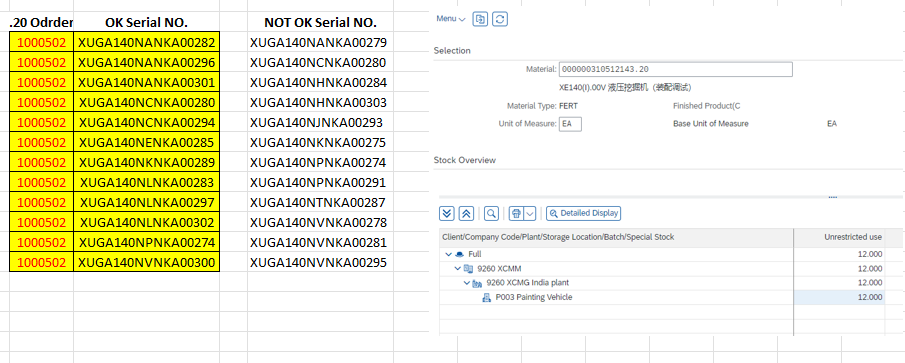 .20 Odrder OK Serial NO. NOT OK Serial NO.
1000502 XUGA140NANKA00282 XUGA140NANKA00279
1000502 XUGA140NANKA00296 XUGA140NCNKA00280
1000502 XUGA140NANKA00301 XUGA140NHNKA00284
1000502 XUGA140NCNKA00280 XUGA140NHNKA00303
1000502 XUGA140NCNKA00294 XUGA140NJNKA00293
1000502 XUGA140NENKA00285 XUGA140NKNKA00275
1000502 XUGA140NKNKA00289 XUGA140NPNKA00274
1000502 XUGA140NLNKA00283 XUGA140NPNKA00291
1000502 XUGA140NLNKA00297 XUGA140NTNKA00287
1000502 XUGA140NLNKA00302 XUGA140NVNKA00278
1000502 XUGA140NPNKA00274 XUGA140NVNKA00281
1000502 XUGA140NVNKA00300 XUGA140NVNKA00295
Menu
Selection
Material: 000000310512143.20
XE140(I).00V 液压挖掘机（装配调试）
Material Type: FERT Finished Product(C
Unit of Measure: EA Base Unit of Measure EA
Stock Overview
Detailed Display
Client/Company Code/Plant/Storage Location/Batch/Special Stock Unrestricted use
Full 12.000
9260 XCMM 12.000
9260 XCMG India plant 12.000
P003 Painting Vehicle 12.000